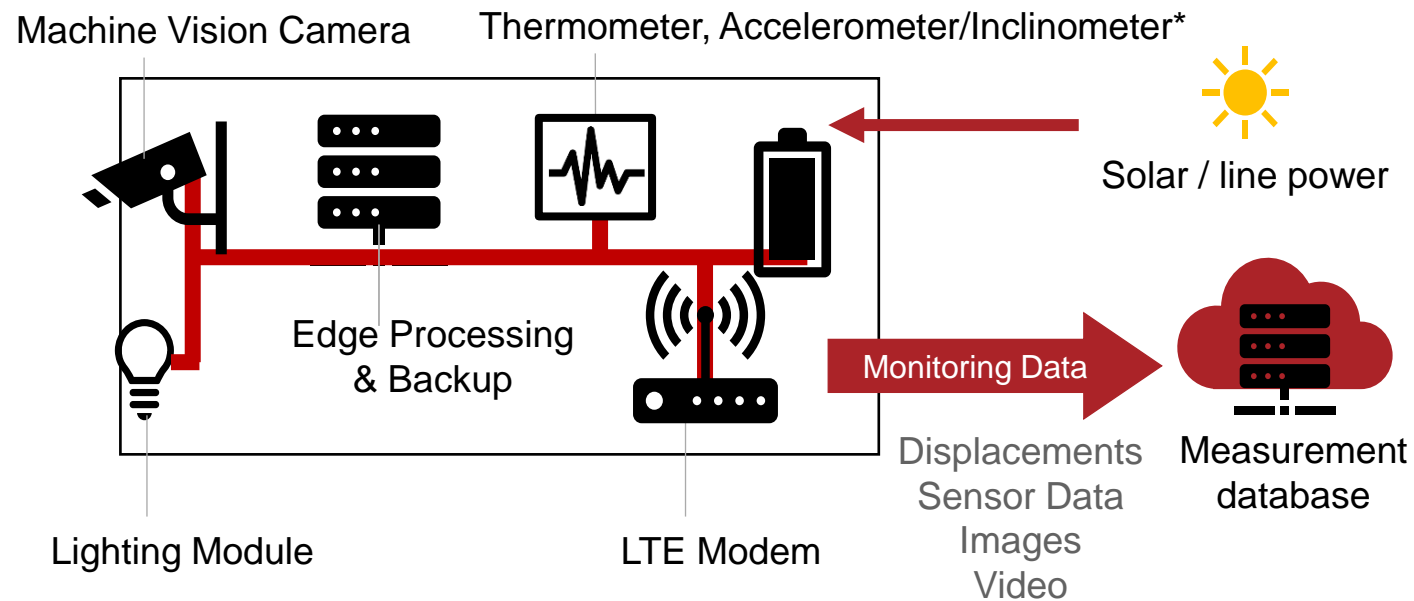 Machine Vision Camera
Thermometer, Accelerometer/Inclinometer*
Solar / line power
Edge Processing
& Backup
Monitoring Data
Displacements
Sensor Data
Images
Video
Measurement
database
Lighting Module
LTE Modem